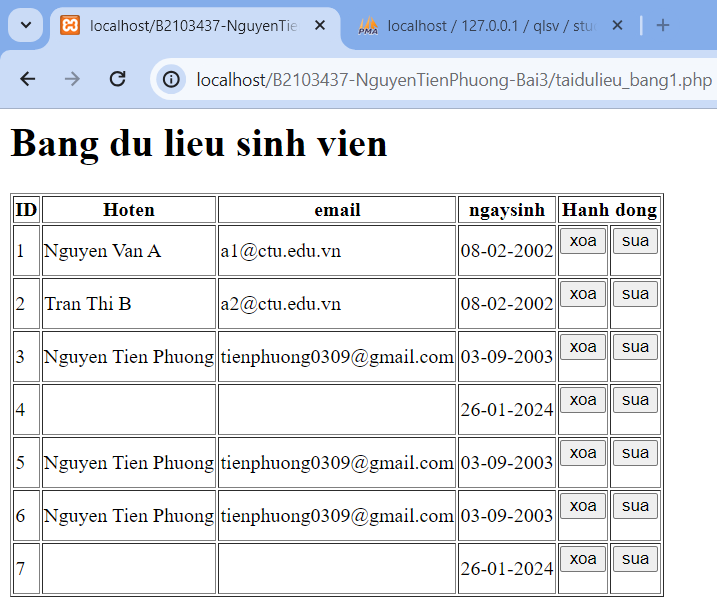 localhost/B2103437-NguyenTie
localhost / 127.0.0.1 / qlsv / stu
localhost/B2103437-NguyenTienPhuong-Bai3/taidulieu_bang1.php
Bang du lieu sinh vien
ID Hoten email ngaysinh Hanh dong
1 Nguyen Van A a1@ctu.edu.vn 08-02-2002 xoa sua
2 Tran Thi B a2@ctu.edu.vn 08-02-2002 xoa sua
3 Nguyen Tien Phuong tienphuong0309@gmail.com 03-09-2003 xoa sua
4 26-01-2024 xoa sua
5 Nguyen Tien Phuong tienphuong0309@gmail.com 03-09-2003 xoa sua
6 Nguyen Tien Phuong tienphuong0309@gmail.com 03-09-2003 xoa sua
7 26-01-2024 xoa sua